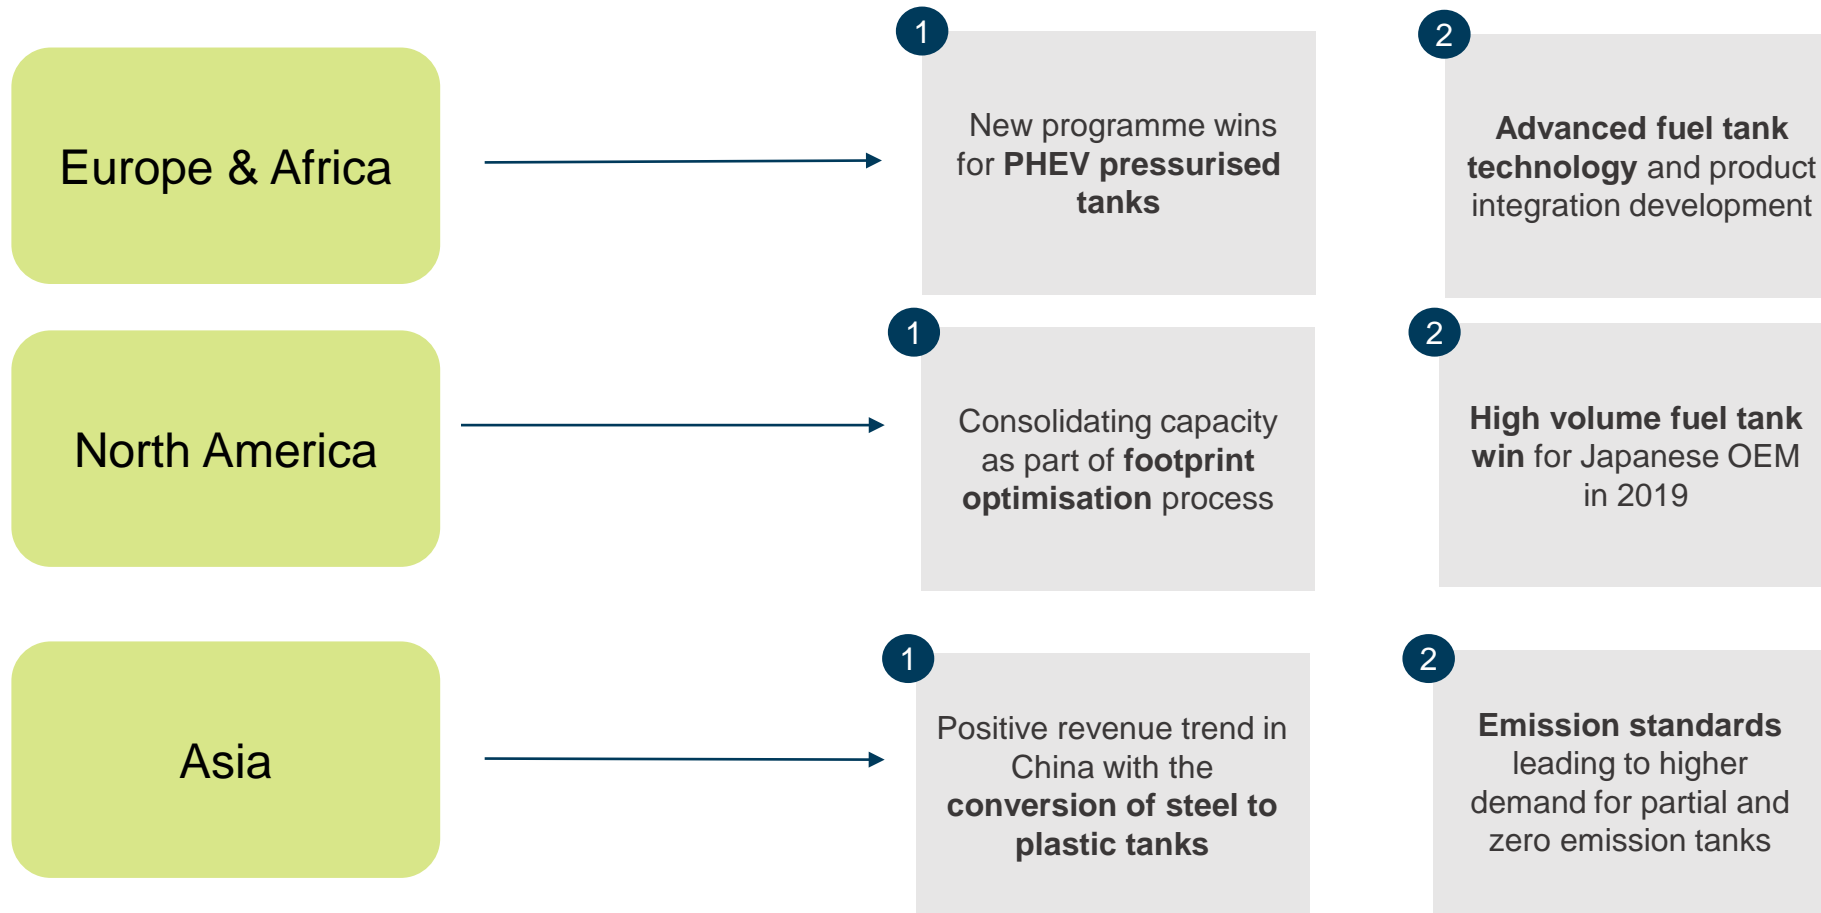 Europe & Africa
1
New programme wins
for PHEV pressurised
tanks
2
Advanced fuel tank
technology and product
integration development
North America
1
Consolidating capacity
as part of footprint
optimisation process
2
High volume fuel tank
win for Japanese OEM
in 2019
Asia
1
Positive revenue trend in
China with the
conversion of steel to
plastic tanks
2
Emission standards
leading to higher
demand for partial and
zero emission tanks